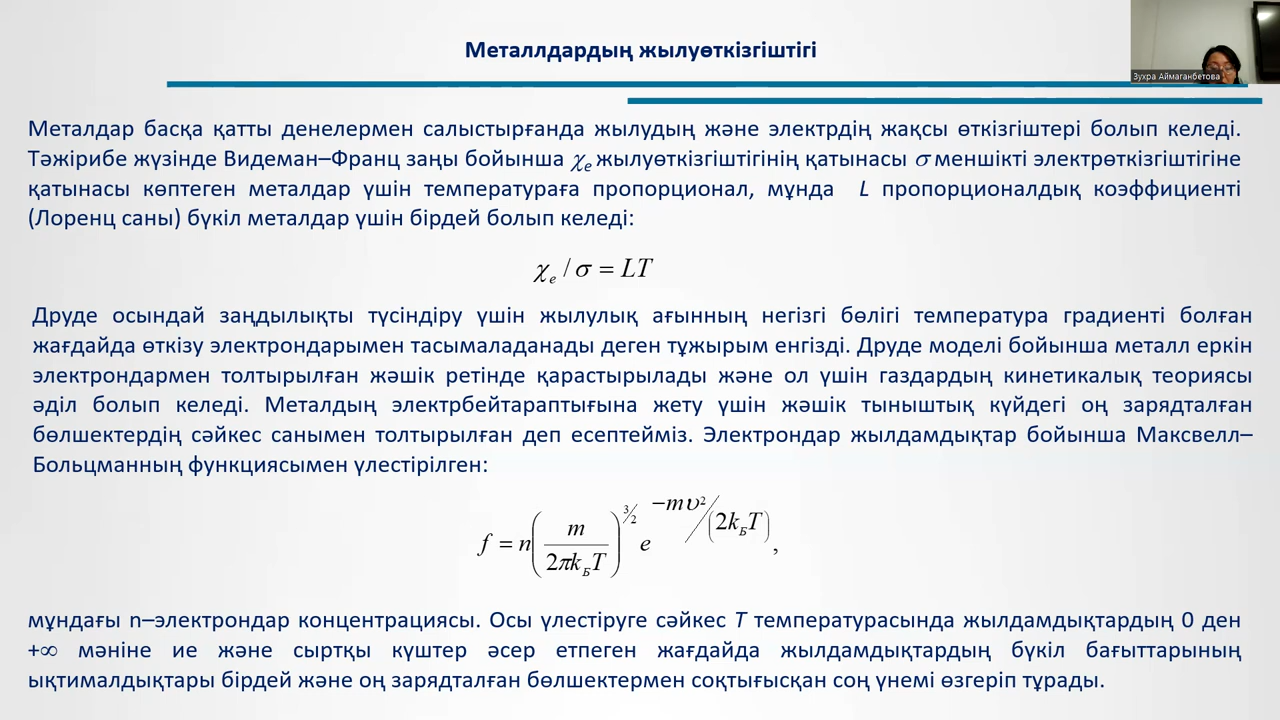 Металлдардың жылуөткізгіштігі
Зухра Аймаганбетова
Металдар басқа қатты денелермен салыстырғанда жылудың және электрдің жақсы өткізгіштері болып келеді.
Тәжірибе жүзінде Видеман–Франц заңы бойынша χₑ жылуөткізгіштігінің қатынасы σ меншікті электрөткізгіштігіне
қатынасы көптеген металдар үшін температураға пропорционал, мұнда L пропорционалдық коэффициенті
(Лоренц саны) бүкіл металдар үшін бірдей болып келеді:
χₑ / σ = LT
Друде осындай заңдылықты түсіндіру үшін жылулық ағынның негізгі бөлігі температура градиенті болған
жағдайда өткізу электрондарымен тасымаладанады деген тұжырым енгізді. Друде моделі бойынша металл еркін
электрондармен толтырылған жәшік ретінде қарастырылады және ол үшін газдардың кинетикалық теориясы
әділ болып келеді. Металдың электрбейтараптығына жету үшін жәшік тыныштық күйдегі оң зарядталған
бөлшектердің сәйкес санымен толтырылған деп есептейміз. Электрондар жылдамдықтар бойынша Максвелл–
Больцманның функциясымен үлестірілген:
f = n(m/2πk_БT)^3/2 e^−mυ²/(2k_БT),
мұндағы n–электрондар концентрациясы. Осы үлестіруге сәйкес T температурасында жылдамдықтардың 0 ден
+∞ мәніне ие және сыртқы күштер әсер етпеген жағдайда жылдамдықтардың бүкіл бағыттарының
ықтималдықтары бірдей және оң зарядталған бөлшектермен соқтығысқан соң үнемі өзгеріп тұрады.